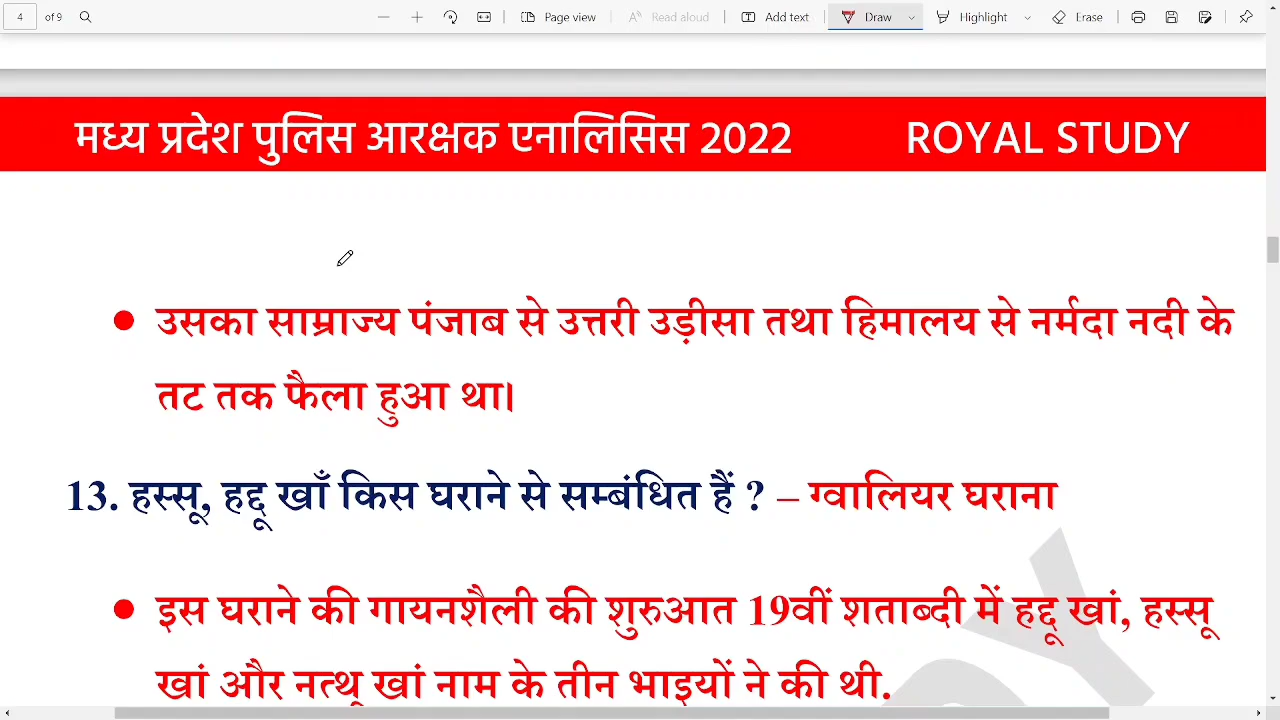 4 of 9 Page view Read aloud Add text Draw Highlight Erase
मध्य प्रदेश पुलिस आरक्षक एनालिसिस 2022 ROYAL STUDY
• उसका साम्राज्य पंजाब से उत्तरी उड़ीसा तथा हिमालय से नर्मदा नदी के
तट तक फैला हुआ था।
13. हस्सू, हद्दू खाँ किस घराने से सम्बंधित हैं ? – ग्वालियर घराना
• इस घराने की गायनशैली की शुरुआत 19वीं शताब्दी में हद्दू खां, हस्सू
खां और नत्थू खां नाम के तीन भाइयों ने की थी.